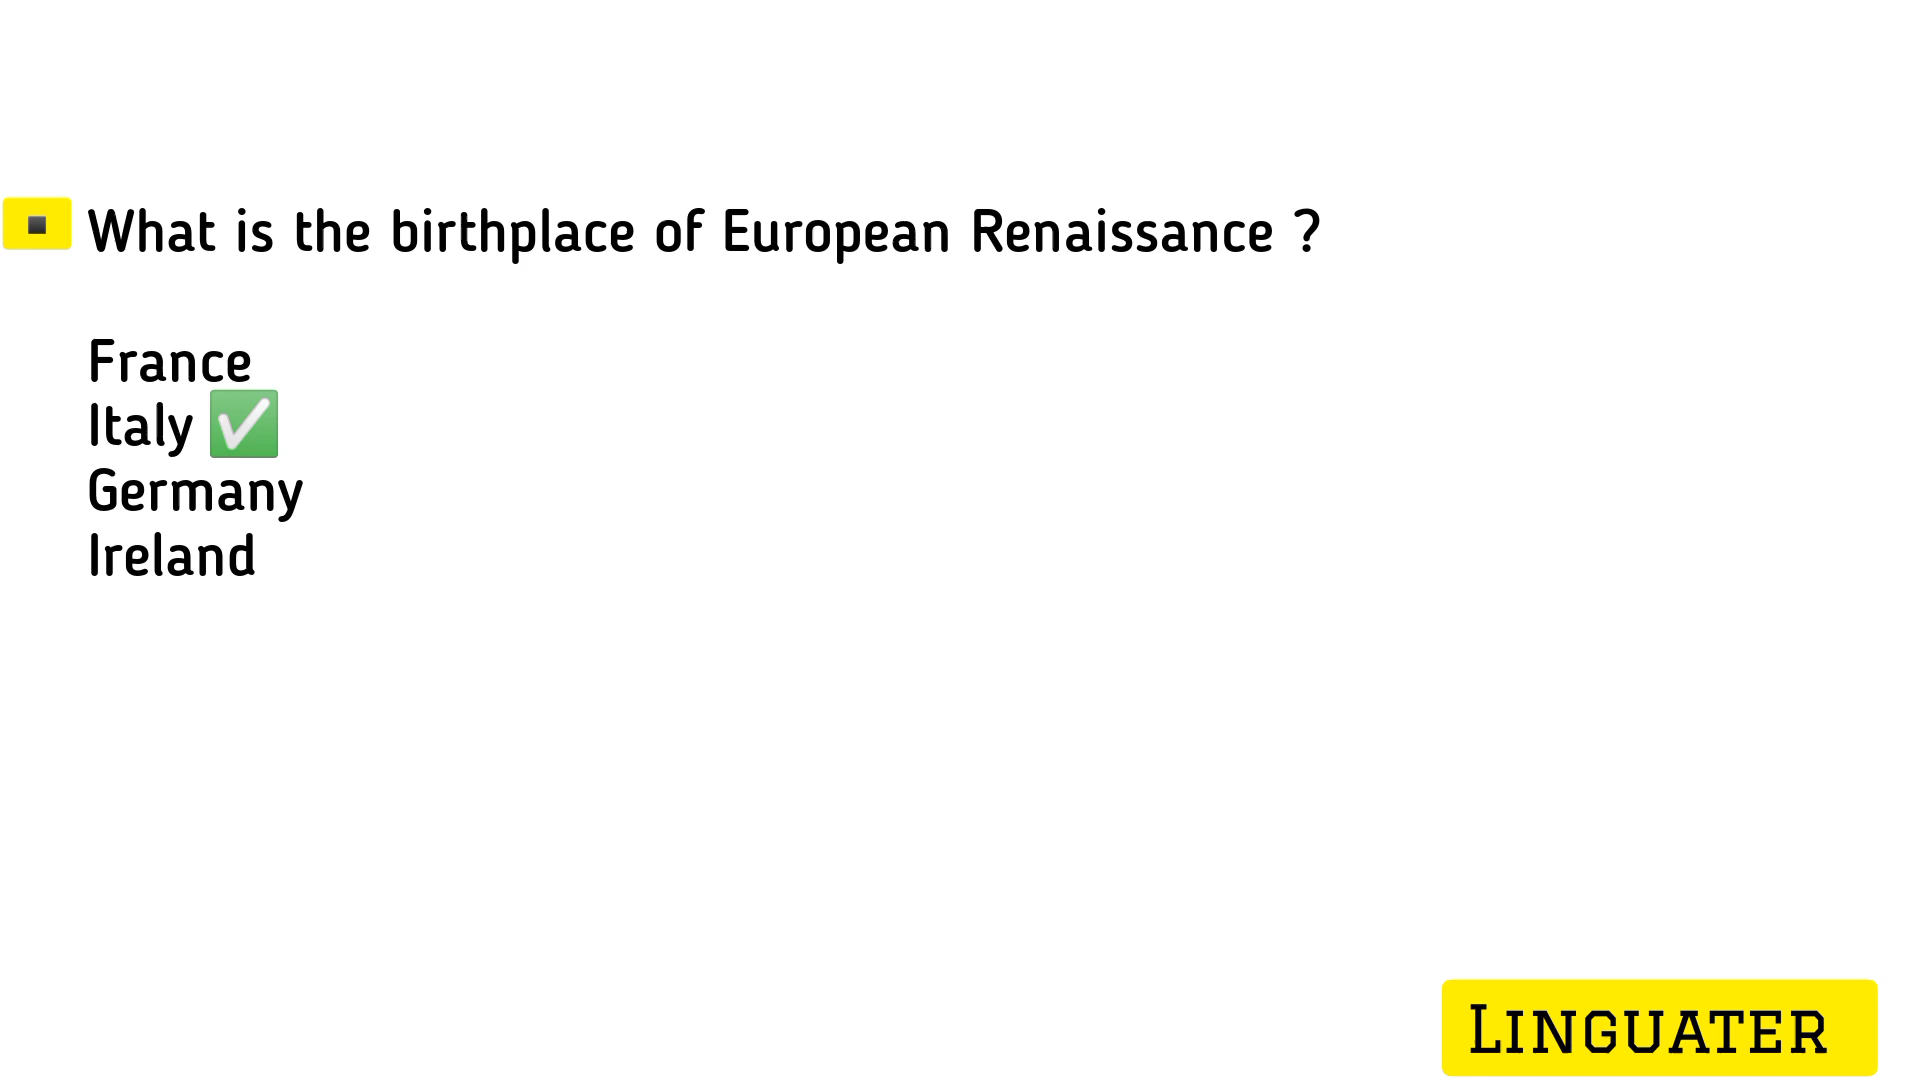 ▪ What is the birthplace of European Renaissance ?
France
Italy ✅
Germany
Ireland
LINGUATER